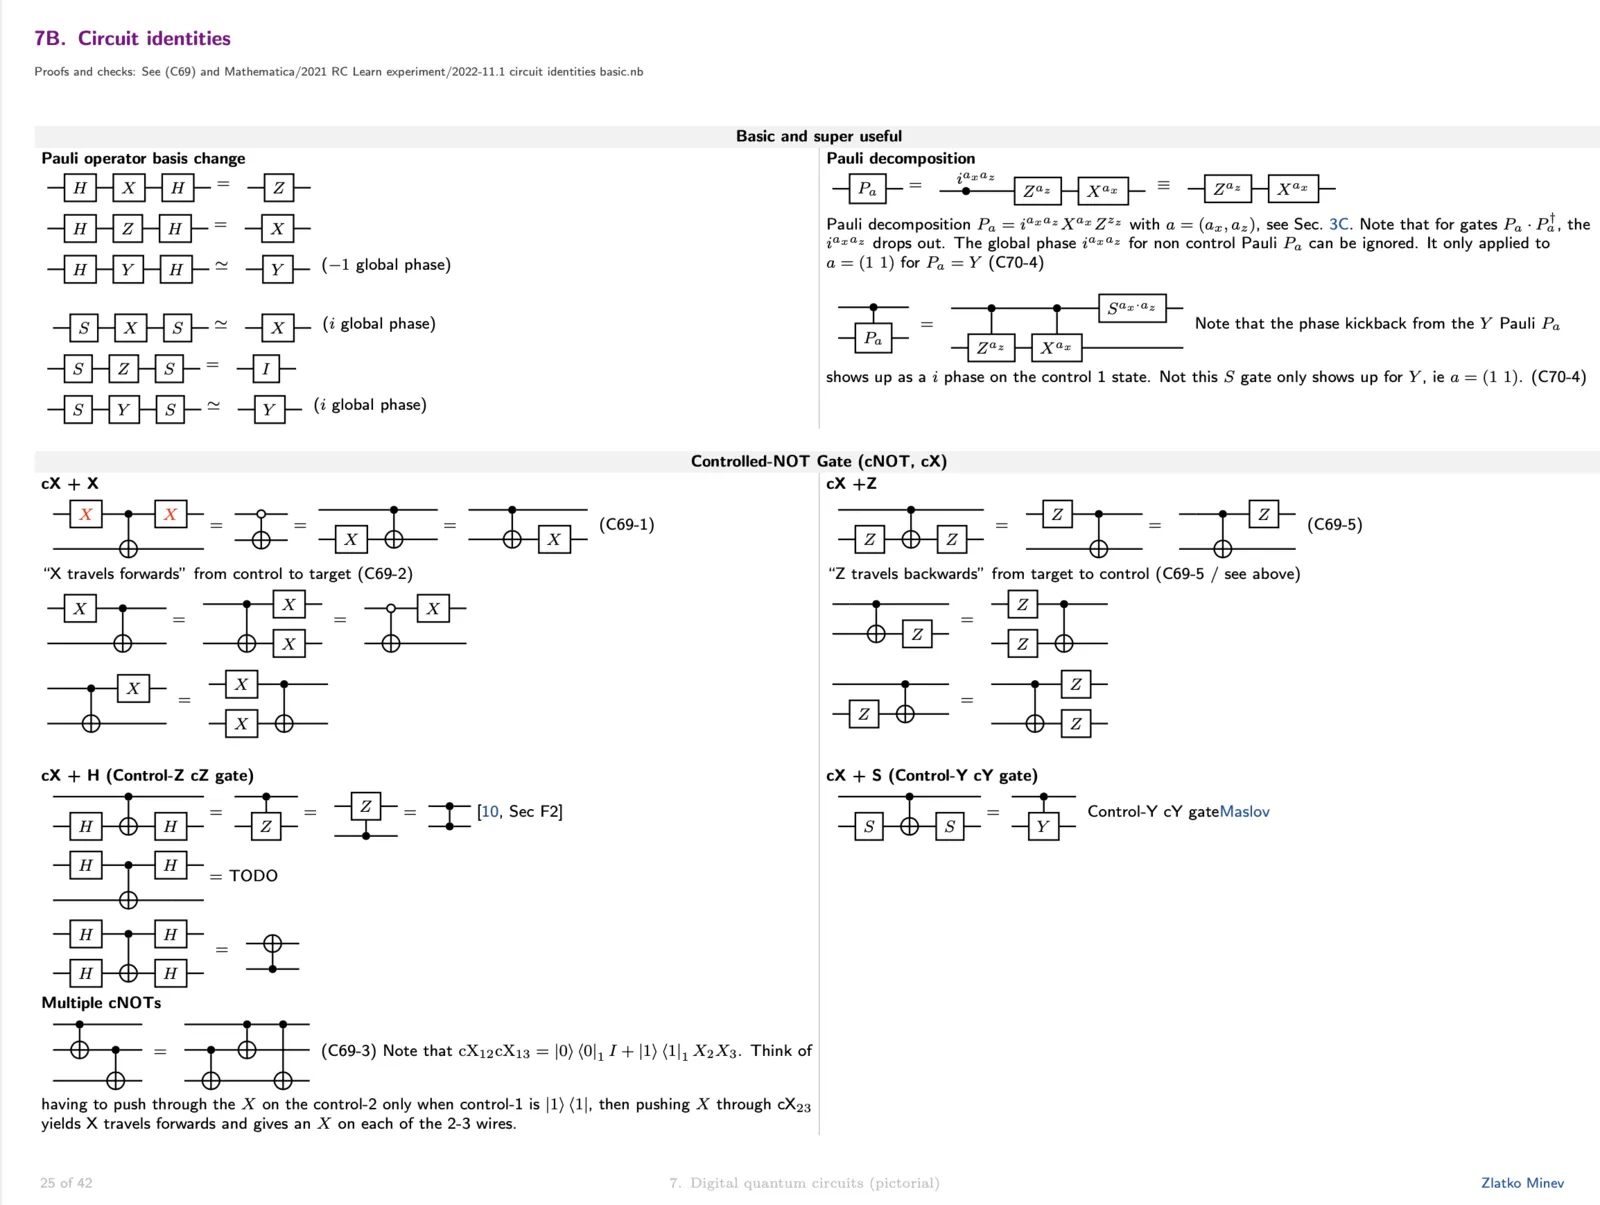 7B. Circuit identities
Proofs and checks: See (C69) and Mathematica/2021 RC Learn experiment/2022-11.1 circuit identities basic.nb
Basic and super useful
Pauli operator basis change
H X H = Z
H Z H = X
H Y H ≃ Y (−1 global phase)
S X S ≃ X (i global phase)
S Z S = I
S Y S ≃ Y (i global phase)
Pauli decomposition
P_a = i^{a_x a_z} Z^{a_z} X^{a_x} ≡ Z^{a_z} X^{a_x}
Pauli decomposition P_a = i^{a_x a_z} X^{a_x} Z^{z_z} with a = (a_x, a_z), see Sec. 3C. Note that for gates P_a · P_a^†, the
i^{a_x a_z} drops out. The global phase i^{a_x a_z} for non control Pauli P_a can be ignored. It only applied to
a = (1 1) for P_a = Y (C70-4)
P_a = Z^{a_z} X^{a_x} S^{a_x·a_z} Note that the phase kickback from the Y Pauli P_a
shows up as a i phase on the control 1 state. Not this S gate only shows up for Y, ie a = (1 1). (C70-4)
Controlled-NOT Gate (cNOT, cX)
cX + X
X X = = X = X (C69-1)
“X travels forwards” from control to target (C69-2)
X = X X = X
X = X X
cX + H (Control-Z cZ gate)
H H = Z = Z = [10, Sec F2]
H H = TODO
H H
H H =
Multiple cNOTs
= (C69-3) Note that cX₁₂cX₁₃ = |0⟩ ⟨0|₁ I + |1⟩ ⟨1|₁ X₂X₃. Think of
having to push through the X on the control-2 only when control-1 is |1⟩ ⟨1|, then pushing X through cX₂₃
yields X travels forwards and gives an X on each of the 2-3 wires.
cX +Z
Z Z = Z = Z (C69-5)
“Z travels backwards” from target to control (C69-5 / see above)
Z = Z Z
Z = Z Z
cX + S (Control-Y cY gate)
S S = Y Control-Y cY gateMaslov
25 of 42
7. Digital quantum circuits (pictorial)
Zlatko Minev